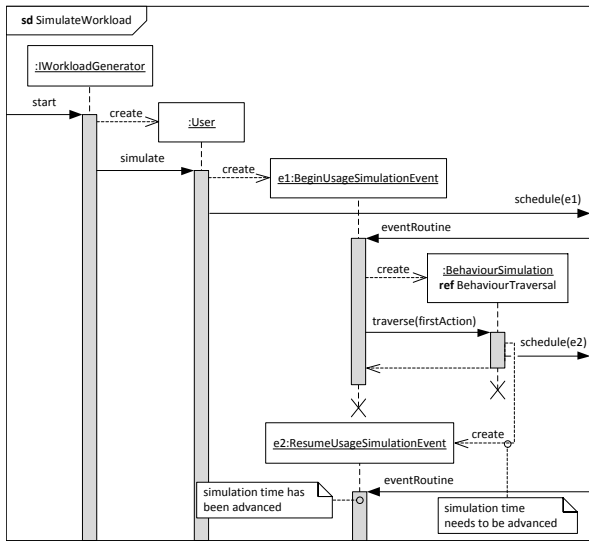 sd SimulateWorkload
:IWorkloadGenerator
start
create
:User
simulate
create
e1:BeginUsageSimulationEvent
schedule(e1)
eventRoutine
create
:BehaviourSimulation
ref BehaviourTraversal
traverse(firstAction)
schedule(e2)
create
e2:ResumeUsageSimulationEvent
eventRoutine
simulation time has
been advanced
simulation time
needs to be advanced